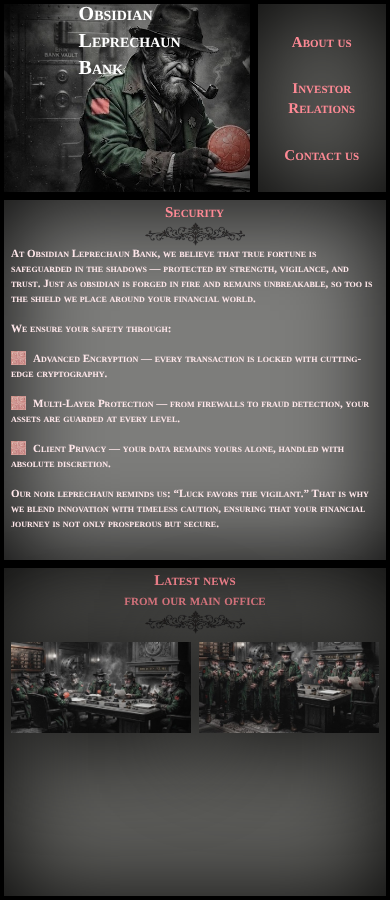 Obsidian
Leprechaun
Bank
BANK VAULT
About us
Investor
Relations
Contact us
Security
At Obsidian Leprechaun Bank, we believe that true fortune is
safeguarded in the shadows — protected by strength, vigilance, and
trust. Just as obsidian is forged in fire and remains unbreakable, so too is
the shield we place around your financial world.
We ensure your safety through:
Advanced Encryption — every transaction is locked with cutting-
edge cryptography.
Multi-Layer Protection — from firewalls to fraud detection, your
assets are guarded at every level.
Client Privacy — your data remains yours alone, handled with
absolute discretion.
Our noir leprechaun reminds us: “Luck favors the vigilant.” That is why
we blend innovation with timeless caution, ensuring that your financial
journey is not only prosperous but secure.
Latest news
from our main office